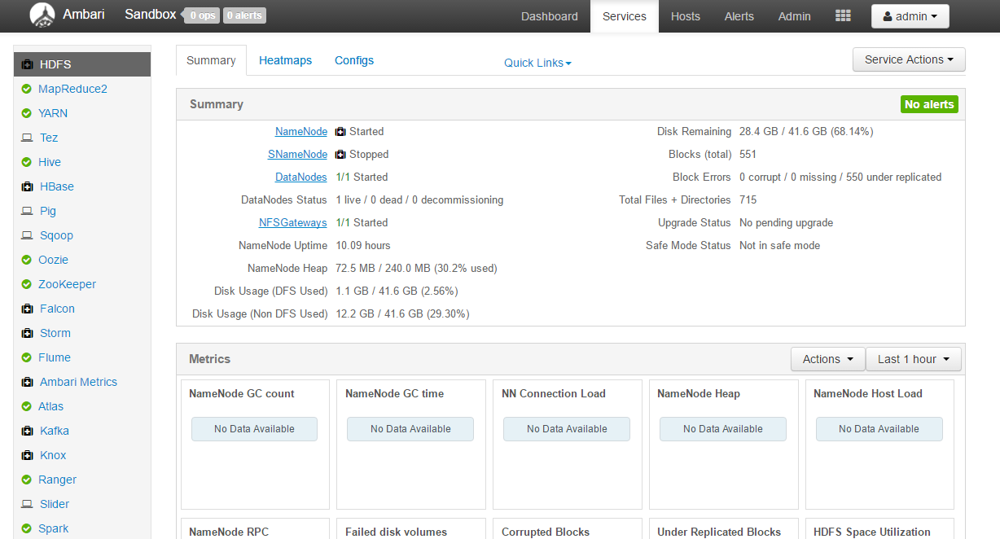 Ambari Sandbox 0 ops 0 alerts Dashboard Services Hosts Alerts Admin admin
HDFS
MapReduce2
YARN
Tez
Hive
HBase
Pig
Sqoop
Oozie
ZooKeeper
Falcon
Storm
Flume
Ambari Metrics
Atlas
Kafka
Knox
Ranger
Slider
Spark
Summary Heatmaps Configs Quick Links Service Actions
Summary No alerts
NameNode Started
SNameNode Stopped
DataNodes 1/1 Started
DataNodes Status 1 live / 0 dead / 0 decommissioning
NFSGateways 1/1 Started
NameNode Uptime 10.09 hours
NameNode Heap 72.5 MB / 240.0 MB (30.2% used)
Disk Usage (DFS Used) 1.1 GB / 41.6 GB (2.56%)
Disk Usage (Non DFS Used) 12.2 GB / 41.6 GB (29.30%)
Disk Remaining 28.4 GB / 41.6 GB (68.14%)
Blocks (total) 551
Block Errors 0 corrupt / 0 missing / 550 under replicated
Total Files + Directories 715
Upgrade Status No pending upgrade
Safe Mode Status Not in safe mode
Metrics Actions Last 1 hour
NameNode GC count NameNode GC time NN Connection Load NameNode Heap NameNode Host Load
No Data Available No Data Available No Data Available No Data Available No Data Available
NameNode RPC Failed disk volumes Corrupted Blocks Under Replicated Blocks HDFS Space Utilization